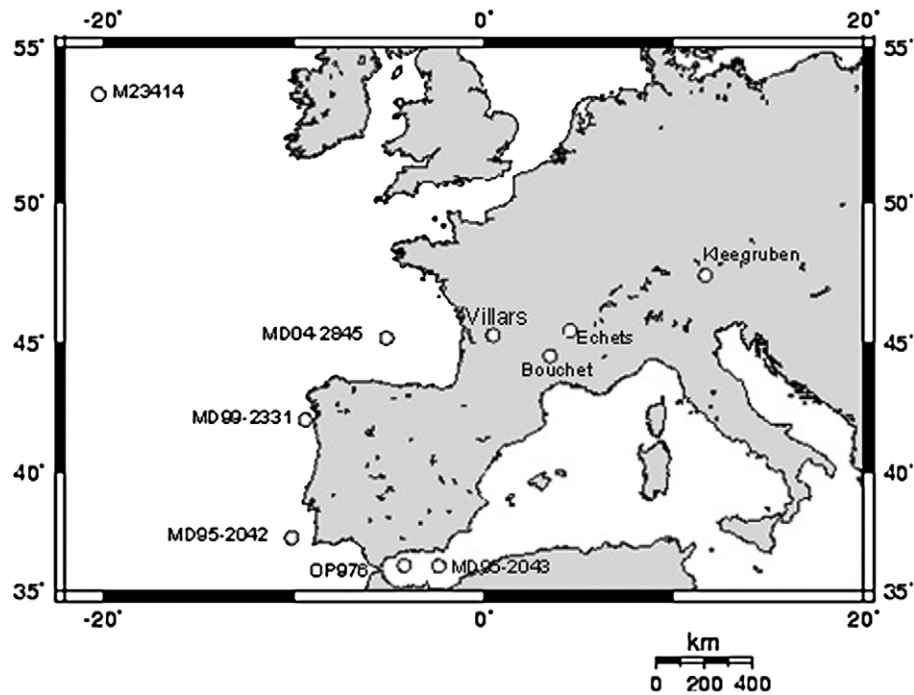 -20° 0° 20°
55° 55°
M23414
50° 50°
Kleegruben
Villars
MD04-2845
45° Echets 45°
Bouchet
MD99-2331
40° 40°
MD95-2042
OP976 MD95-2043
35° 35°
-20° 0° 20°
km
0 200 400